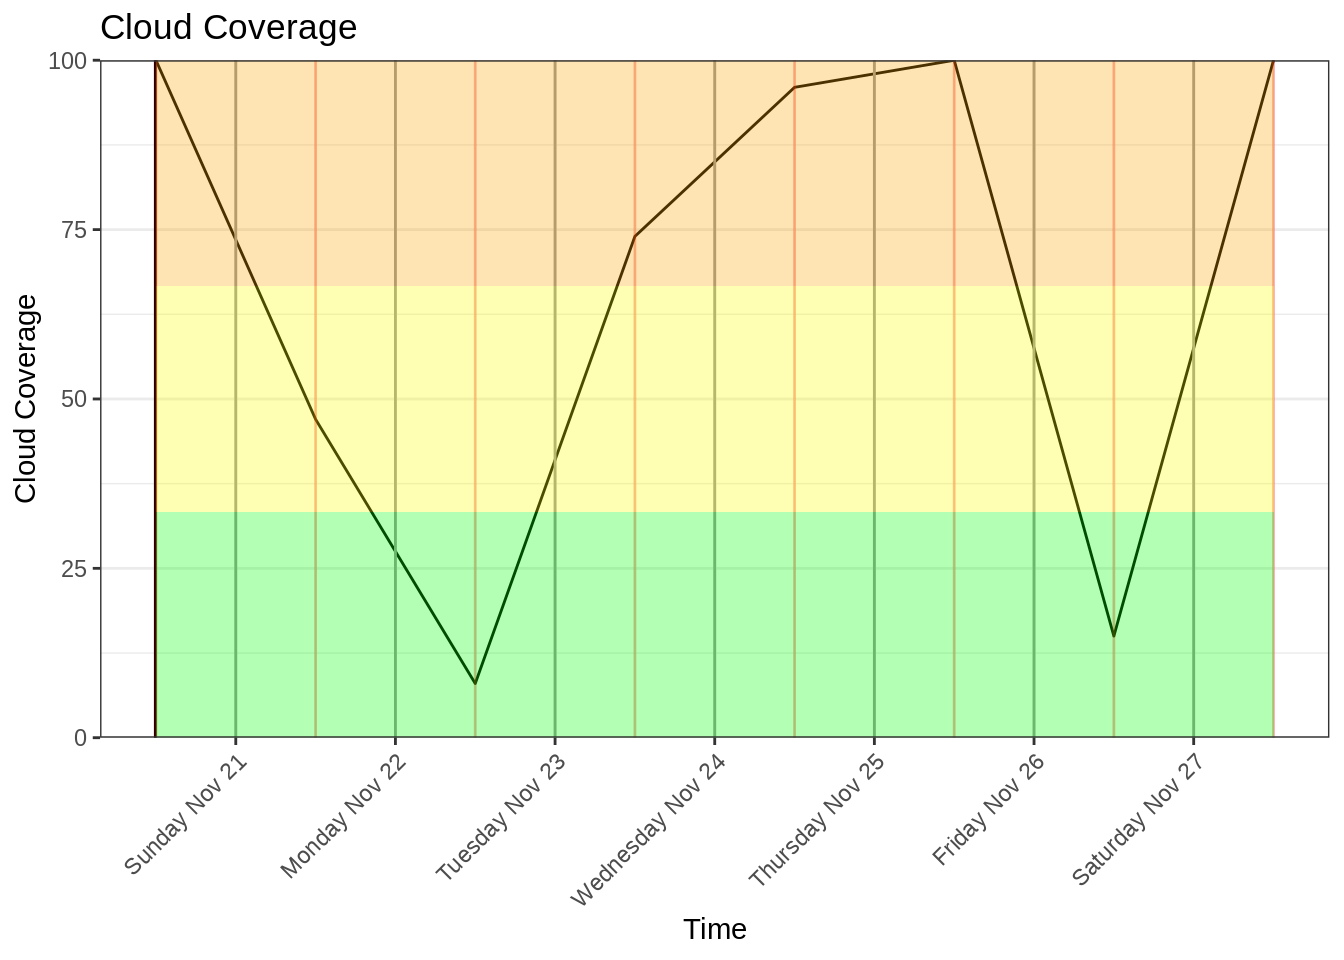 Cloud Coverage
100
75
50
25
0
Cloud Coverage
Sunday Nov 21
Monday Nov 22
Tuesday Nov 23
Wednesday Nov 24
Thursday Nov 25
Friday Nov 26
Saturday Nov 27
Time